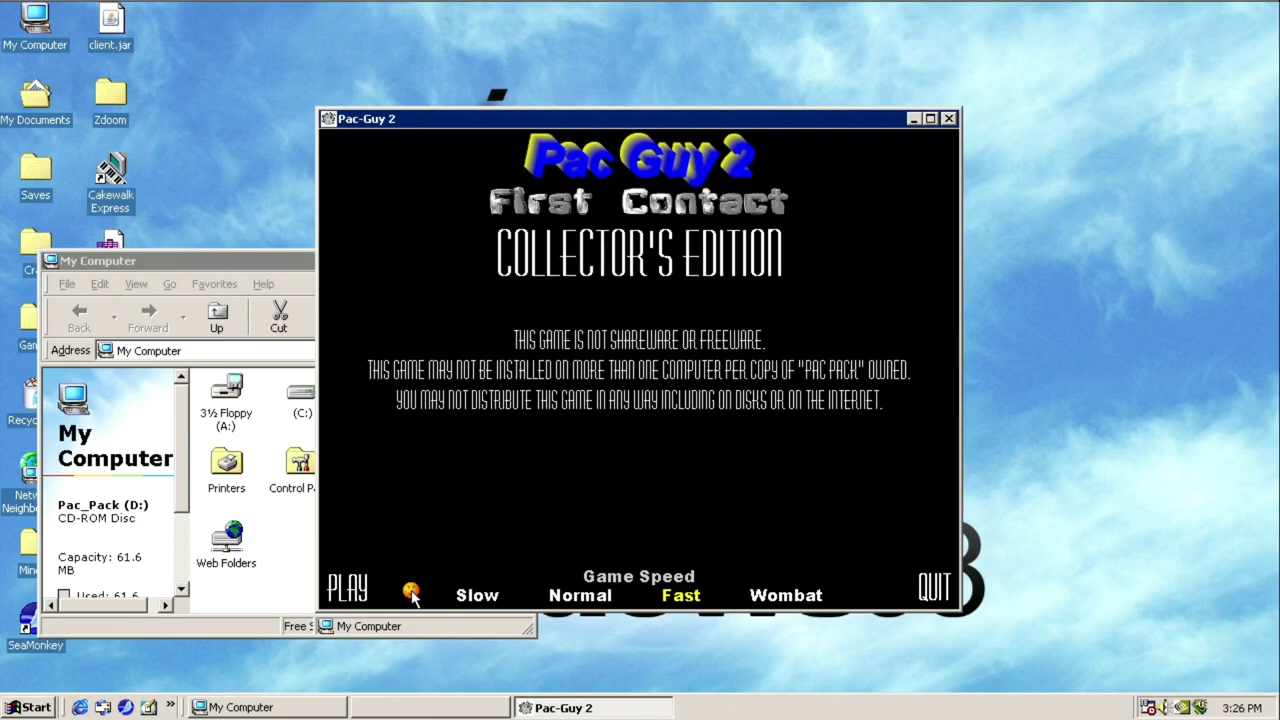 My Computer
client.jar
My Documents
Zdoom
Saves
Cakewalk
Express
My Computer
File Edit View Go Favorites Help
Back Forward Up Cut
Address My Computer
My
Computer
Pac_Pack (D:)
CD-ROM Disc
Capacity: 61.6
MB
Used: 61.6
3½ Floppy
(A:)
(C:)
Printers
Web Folders
My Computer
SeaMonkey
Pac-Guy 2
Pac Guy 2
First Contact
COLLECTOR'S EDITION
THIS GAME IS NOT SHAREWARE OR FREEWARE.
THIS GAME MAY NOT BE INSTALLED ON MORE THAN ONE COMPUTER PER COPY OF "PAC PACK" OWNED.
YOU MAY NOT DISTRIBUTE THIS GAME IN ANY WAY INCLUDING ON DISKS OR ON THE INTERNET.
Game Speed
PLAY Slow Normal Fast Wombat QUIT
Start My Computer Pac-Guy 2 3:26 PM